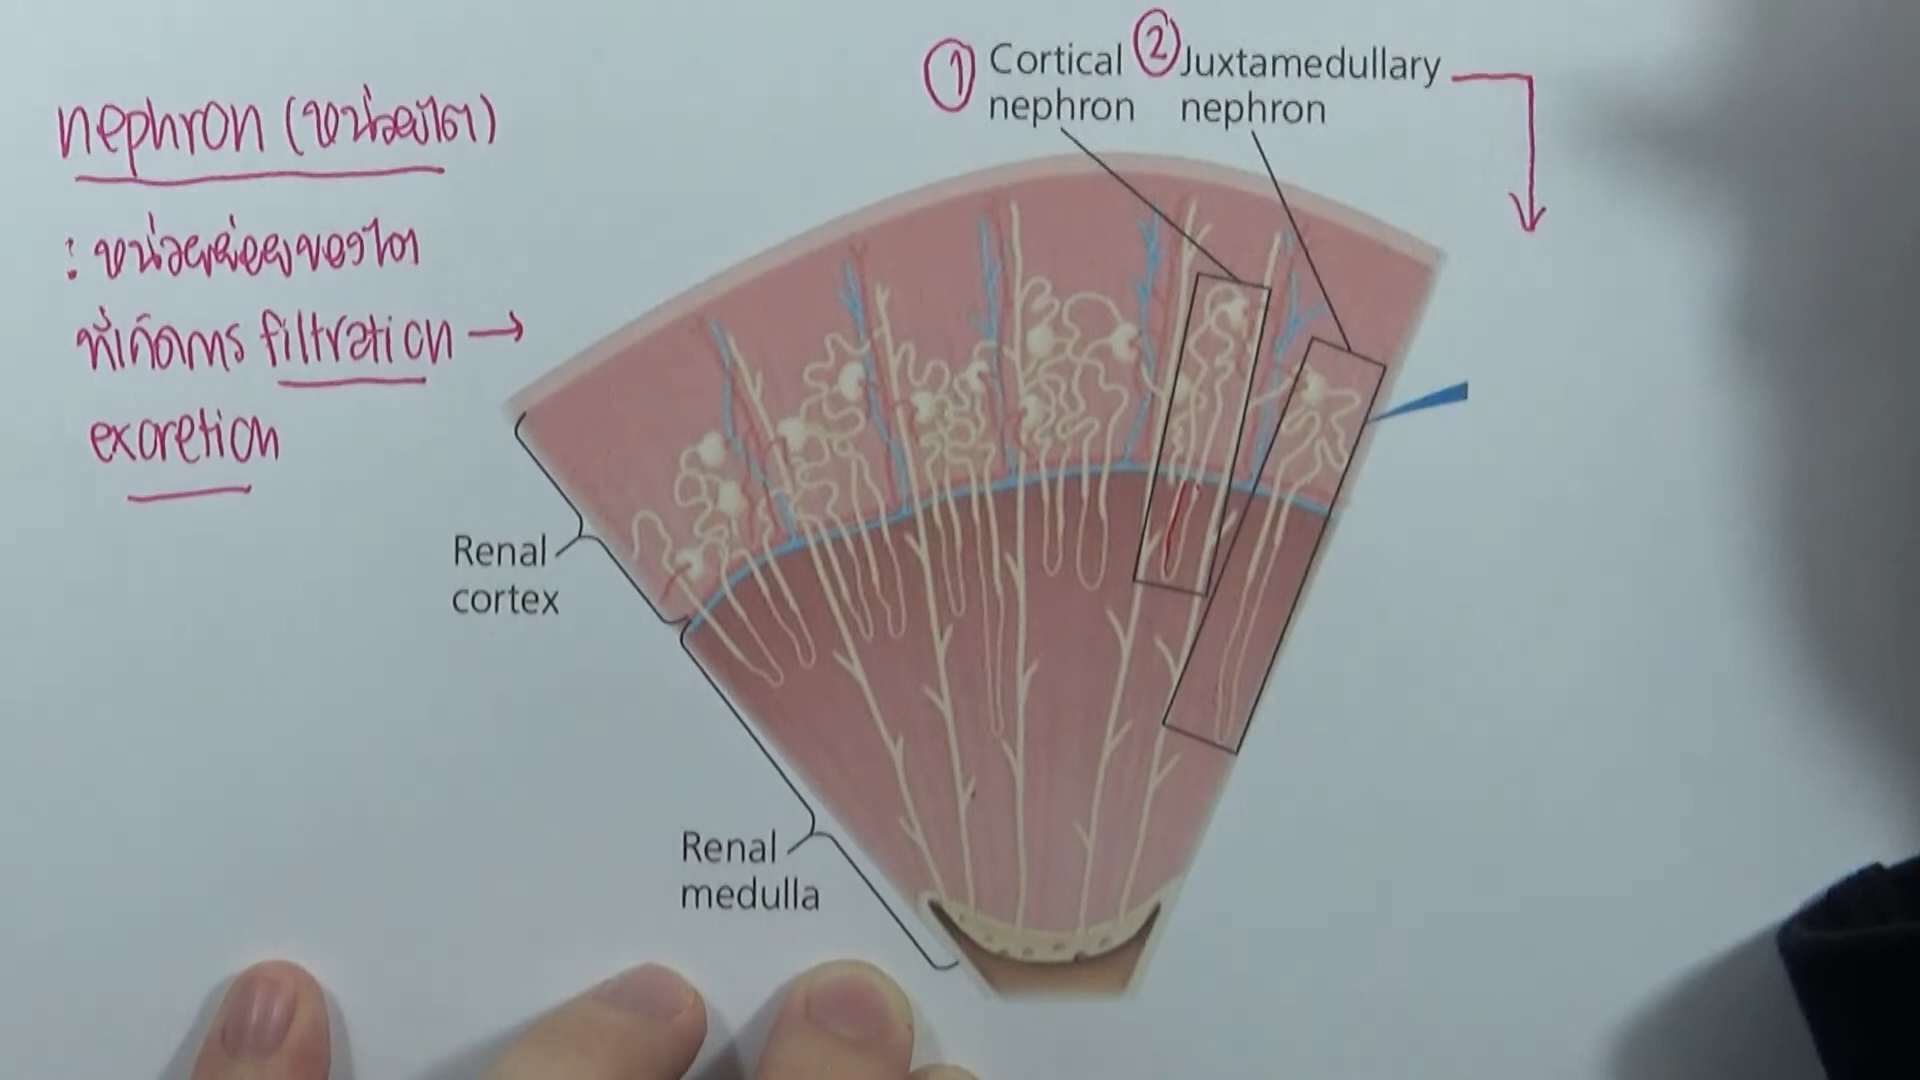 nephron (หน่วยไต)
: หน่วยย่อยของไต
ที่เกิดการ filtration →
excretion
① Cortical
nephron
② Juxtamedullary
nephron
Renal
cortex
Renal
medulla